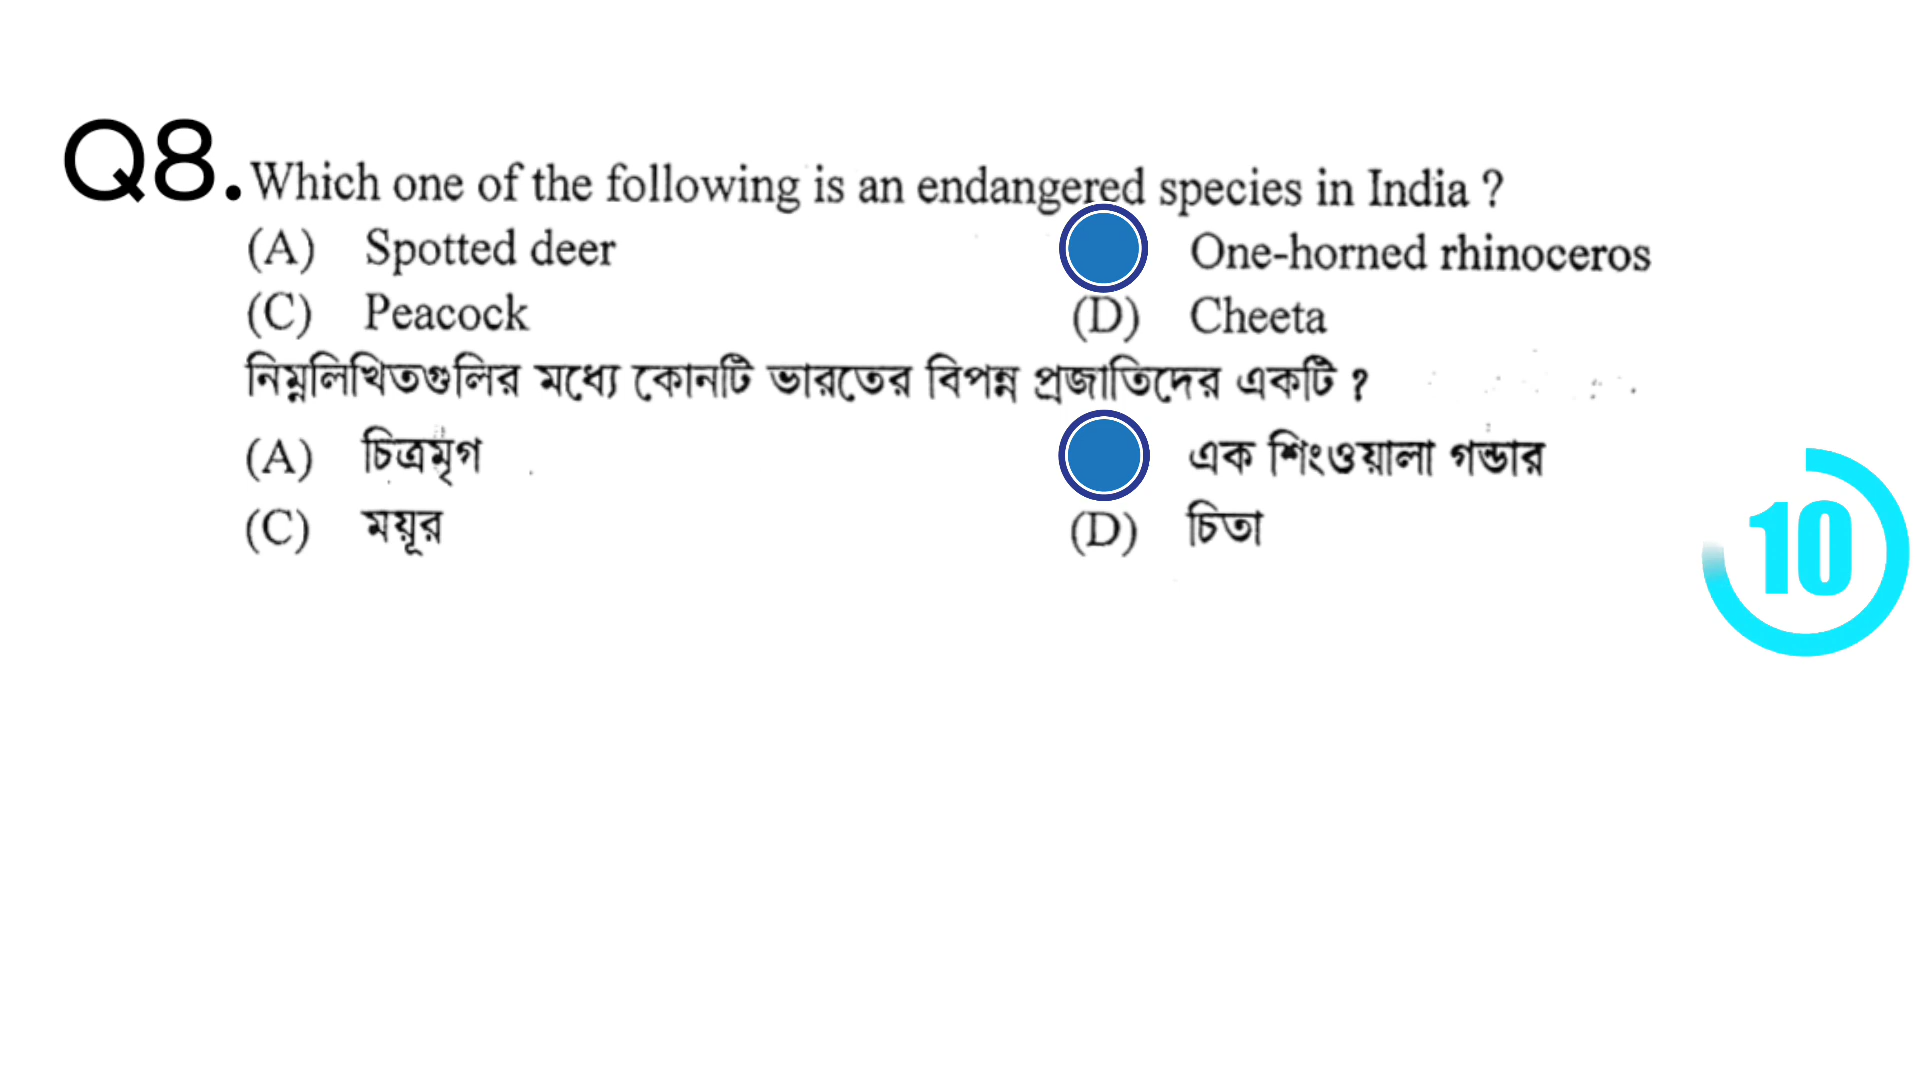 Q8. Which one of the following is an endangered species in India ?
(A) Spotted deer One-horned rhinoceros
(C) Peacock (D) Cheeta
নিম্নলিখিতগুলির মধ্যে কোনটি ভারতের বিপন্ন প্রজাতিদের একটি ?
(A) চিত্রমৃগ এক শিংওয়ালা গন্ডার
(C) ময়ূর (D) চিতা
10